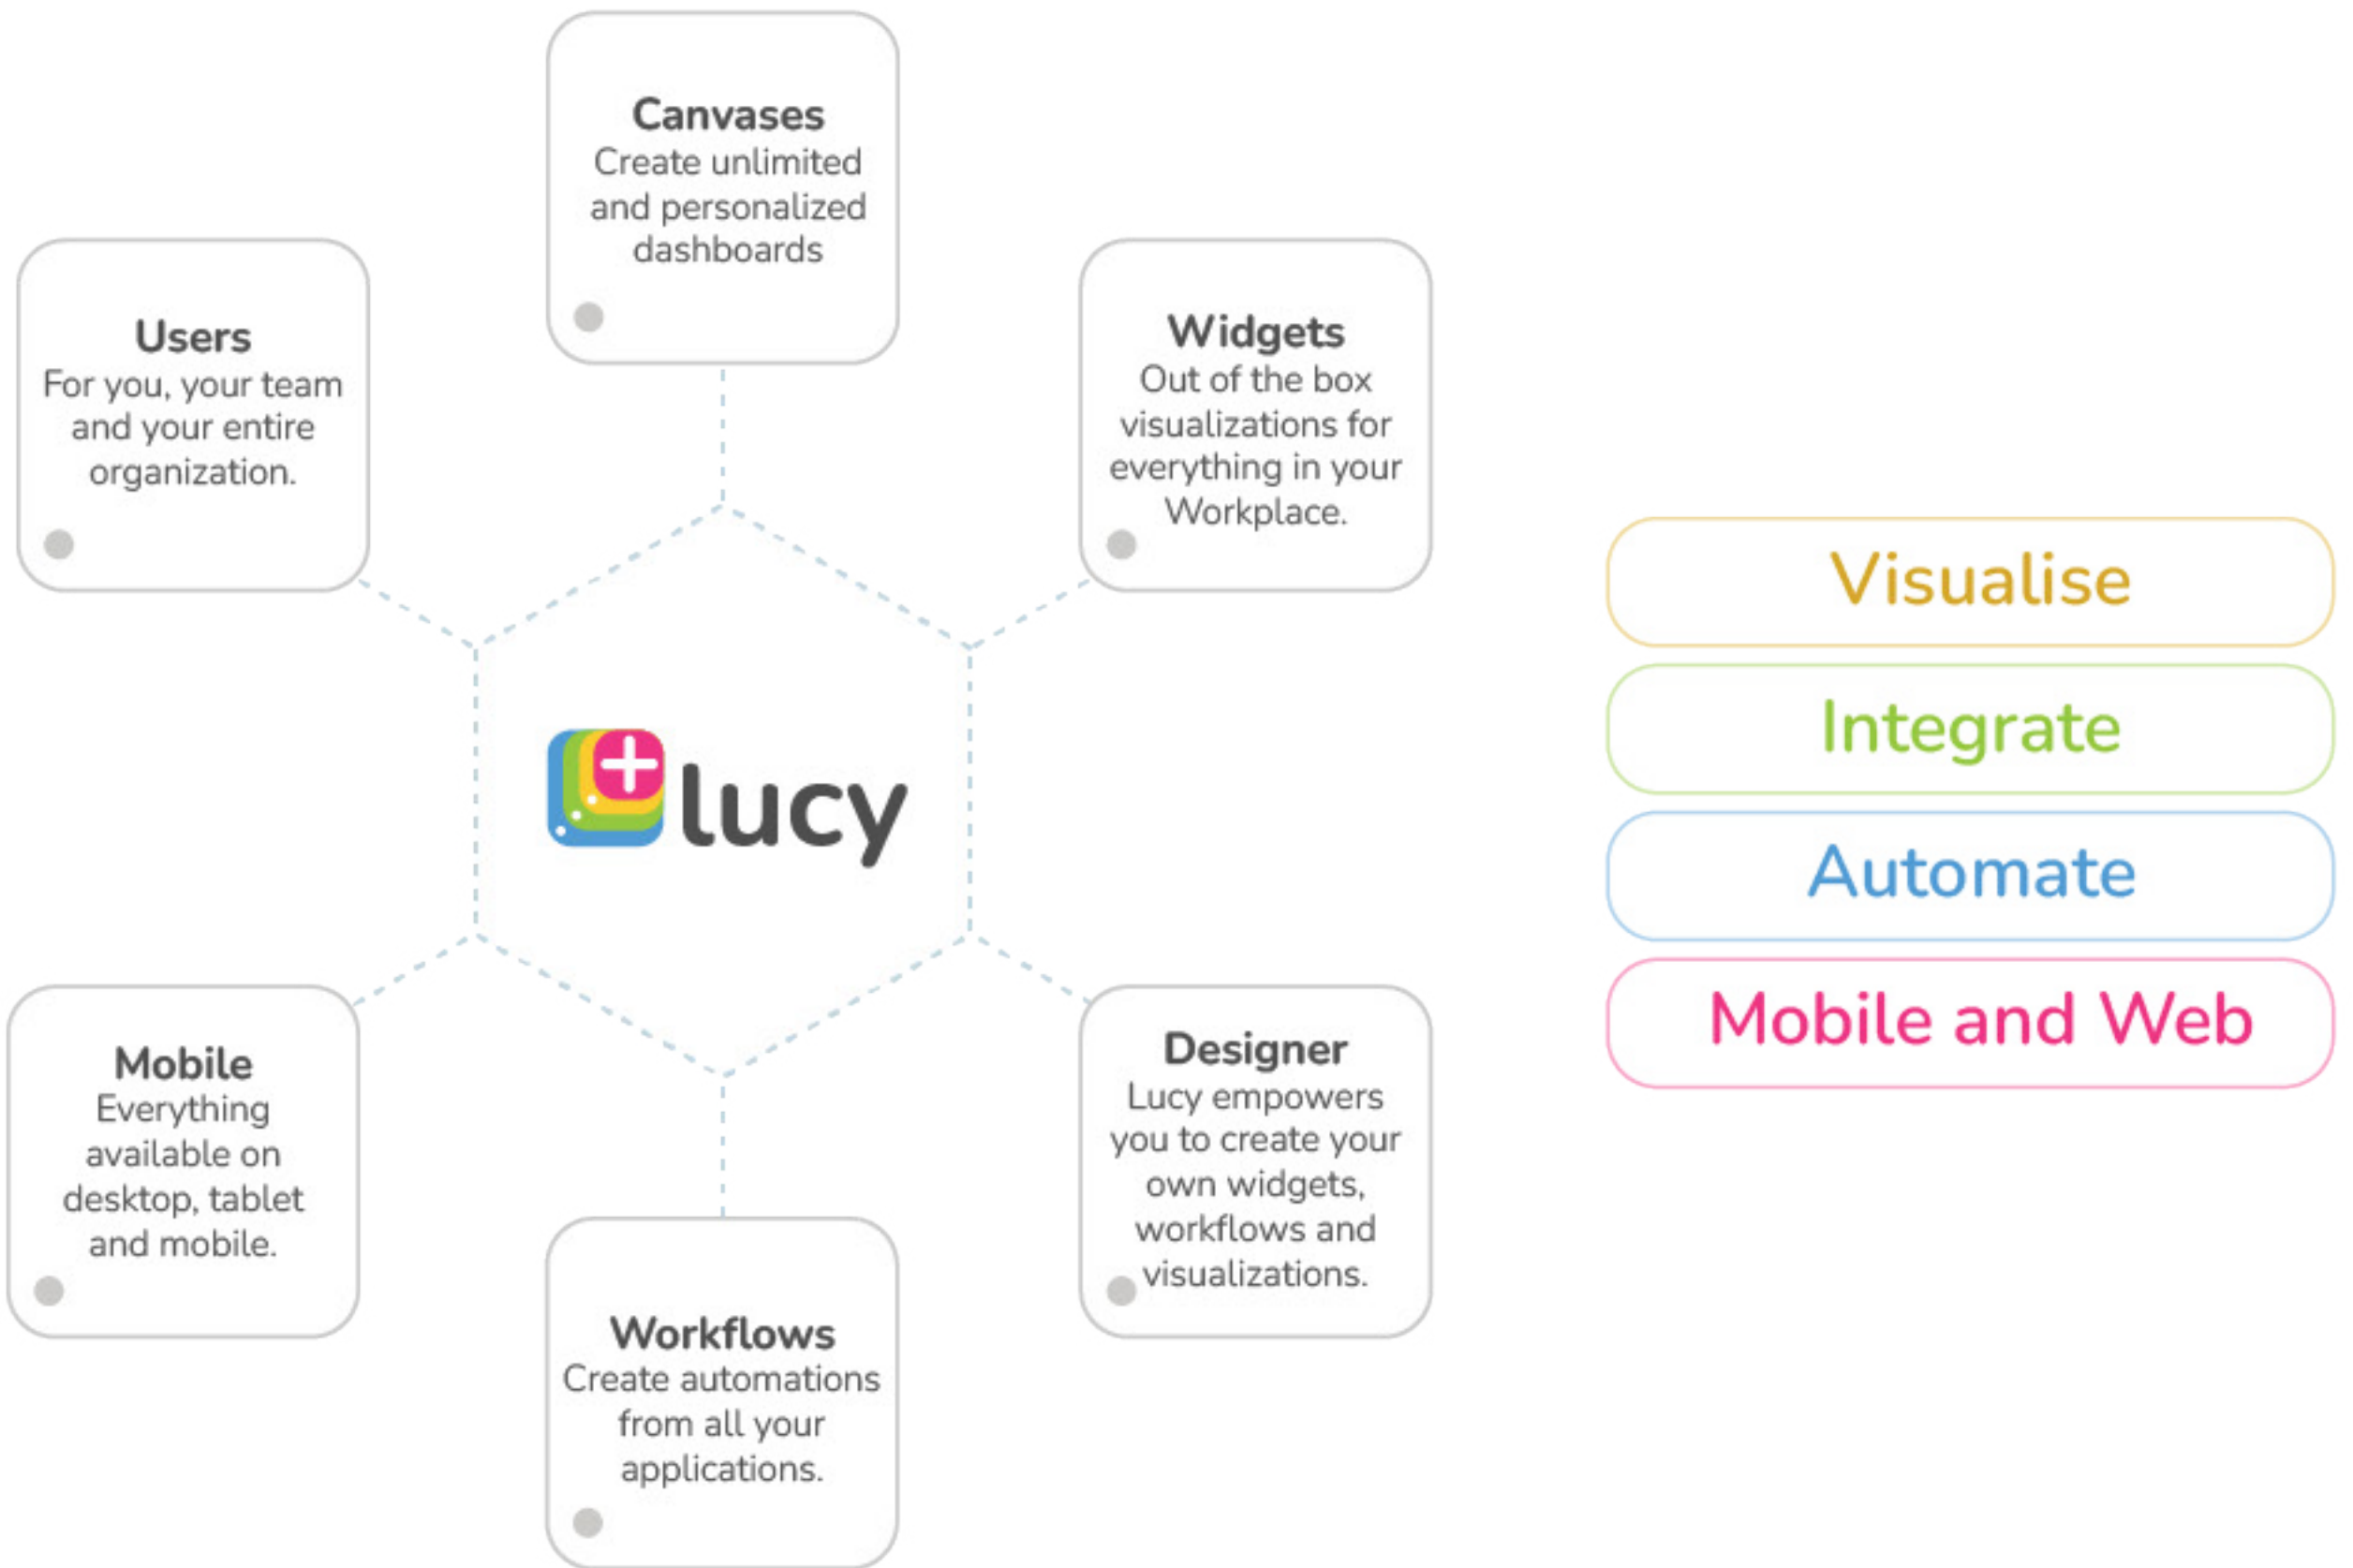 Canvases
Create unlimited
and personalized
dashboards
Users
For you, your team
and your entire
organization.
Widgets
Out of the box
visualizations for
everything in your
Workplace.
lucy
Mobile
Everything
available on
desktop, tablet
and mobile.
Designer
Lucy empowers
you to create your
own widgets,
workflows and
visualizations.
Workflows
Create automations
from all your
applications.
Visualise
Integrate
Automate
Mobile and Web